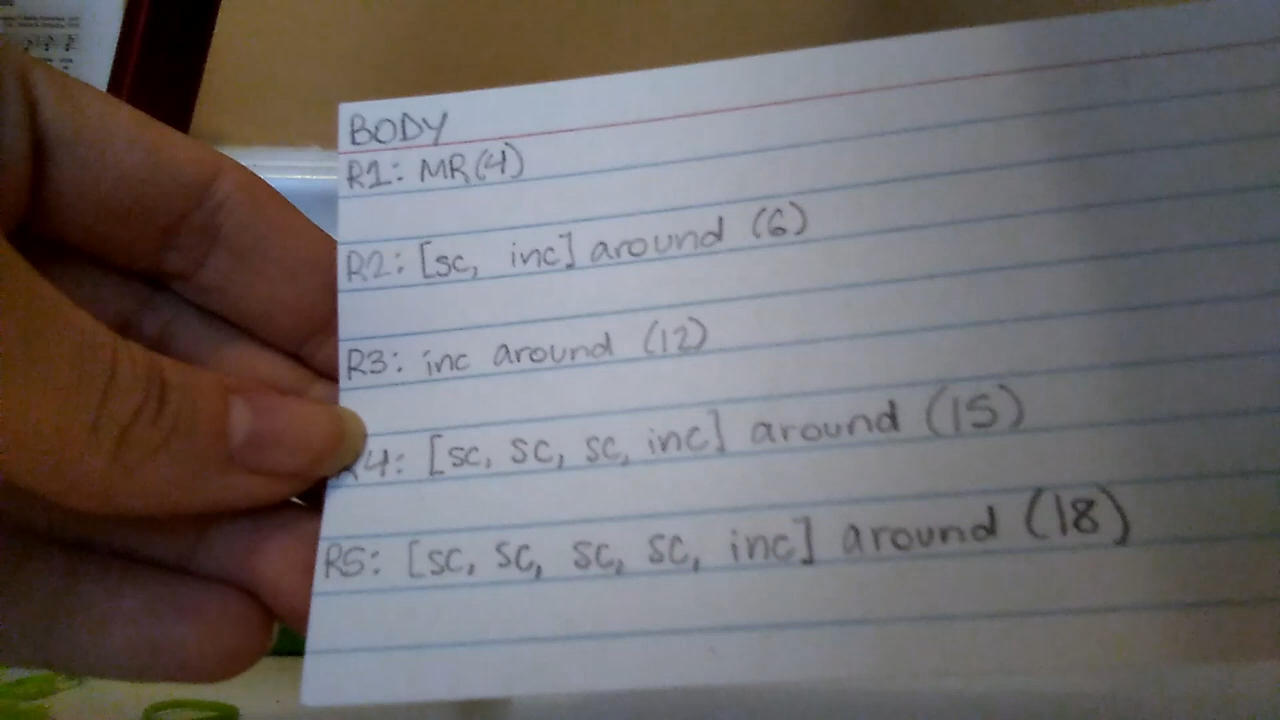 BODY
R1: MR(4)
R2: [sc, inc] around (6)
R3: inc around (12)
R4: [sc, sc, sc, inc] around (15)
R5: [sc, sc, sc, sc, inc] around (18)